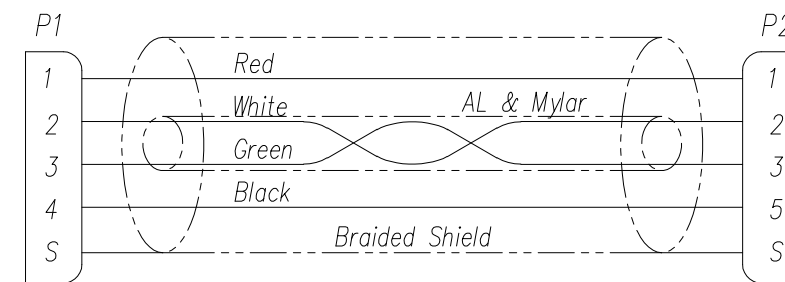 P1 P2
1 Red 1
White AL & Mylar
2 2
Green
3 3
Black
4 5
Braided Shield
S S